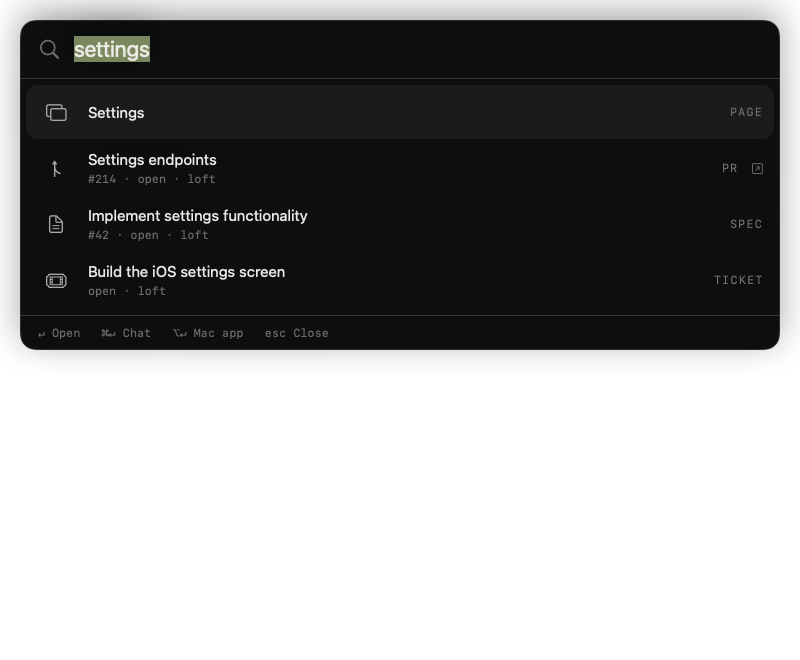 settings
Settings PAGE
Settings endpoints
#214 · open · loft PR
Implement settings functionality
#42 · open · loft SPEC
Build the iOS settings screen
open · loft TICKET
↵ Open ⌘↵ Chat ⌥↵ Mac app esc Close